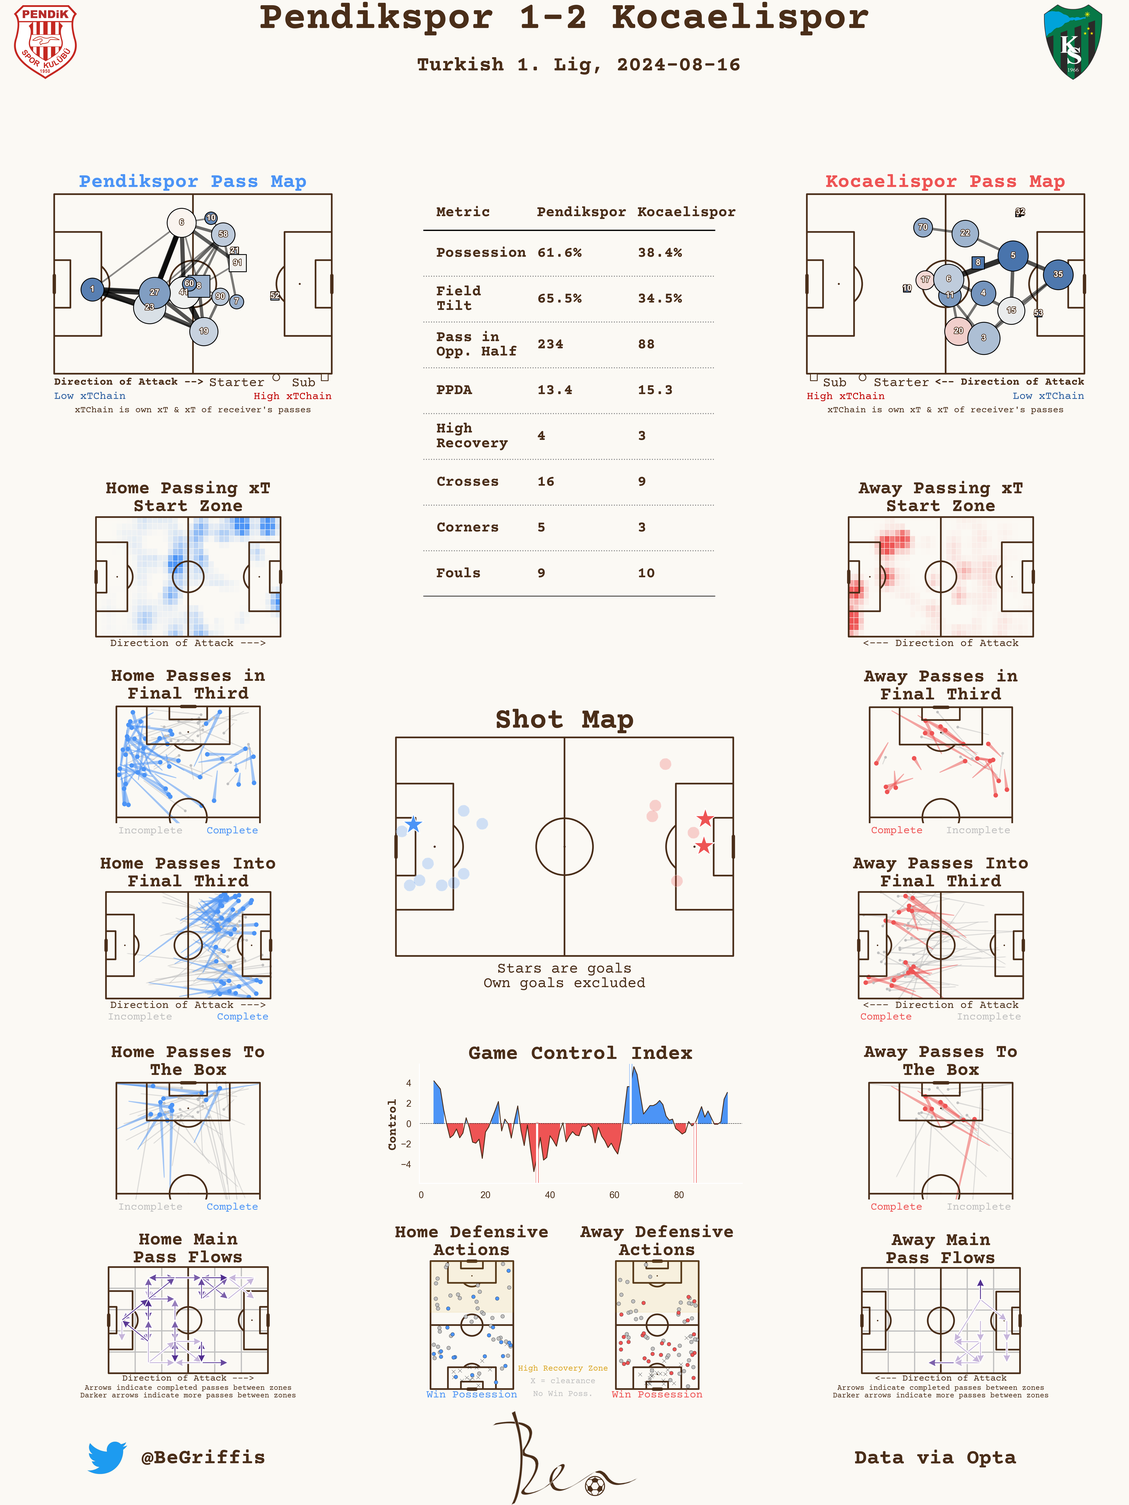 Pendikspor 1-2 Kocaelispor
Turkish 1. Lig, 2024-08-16
PENDİK
SPOR KULÜBÜ
1950
KS
1966
Pendikspor Pass Map
6
10
58
21
91
1
27
23
41
60
8
90
7
52
19
Direction of Attack --> Starter Sub
Low xTChain High xTChain
xTChain is own xT & xT of receiver's passes
Metric Pendikspor Kocaelispor
Possession 61.6% 38.4%
Field
Tilt 65.5% 34.5%
Pass in
Opp. Half 234 88
PPDA 13.4 15.3
High
Recovery 4 3
Crosses 16 9
Corners 5 3
Fouls 9 10
Kocaelispor Pass Map
70
22
5
8
35
17
6
10
11
4
15
53
20
3
Sub Starter <-- Direction of Attack
High xTChain Low xTChain
xTChain is own xT & xT of receiver's passes
Home Passing xT
Start Zone
Direction of Attack --->
Away Passing xT
Start Zone
<--- Direction of Attack
Home Passes in
Final Third
Incomplete Complete
Shot Map
Stars are goals
Own goals excluded
Away Passes in
Final Third
Complete Incomplete
Home Passes Into
Final Third
Direction of Attack --->
Incomplete Complete
Away Passes Into
Final Third
<--- Direction of Attack
Complete Incomplete
Home Passes To
The Box
Incomplete Complete
Game Control Index
Control
4
2
0
−2
−4
0 20 40 60 80
Away Passes To
The Box
Complete Incomplete
Home Main
Pass Flows
Direction of Attack --->
Arrows indicate completed passes between zones
Darker arrows indicate more passes between zones
Home Defensive
Actions
Win Possession
High Recovery Zone
X = clearance
No Win Poss.
Away Defensive
Actions
Win Possession
Away Main
Pass Flows
<--- Direction of Attack
Arrows indicate completed passes between zones
Darker arrows indicate more passes between zones
@BeGriffis
Data via Opta